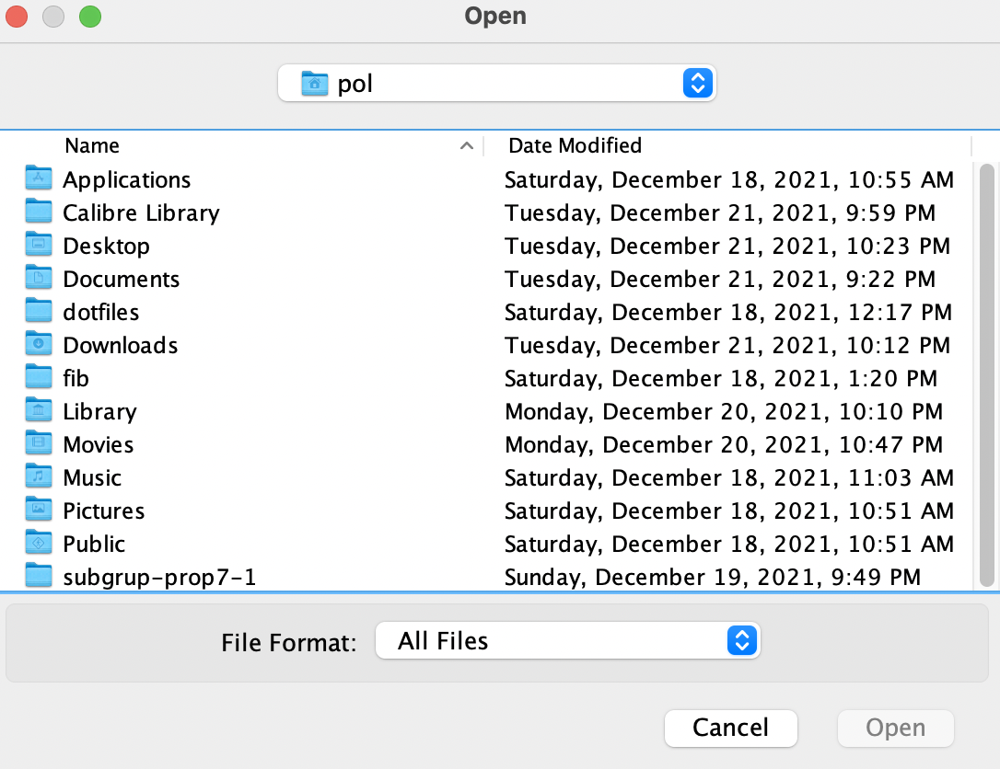 Open
pol
Name Date Modified
Applications Saturday, December 18, 2021, 10:55 AM
Calibre Library Tuesday, December 21, 2021, 9:59 PM
Desktop Tuesday, December 21, 2021, 10:23 PM
Documents Tuesday, December 21, 2021, 9:22 PM
dotfiles Saturday, December 18, 2021, 12:17 PM
Downloads Tuesday, December 21, 2021, 10:12 PM
fib Saturday, December 18, 2021, 1:20 PM
Library Monday, December 20, 2021, 10:10 PM
Movies Monday, December 20, 2021, 10:47 PM
Music Saturday, December 18, 2021, 11:03 AM
Pictures Saturday, December 18, 2021, 10:51 AM
Public Saturday, December 18, 2021, 10:51 AM
subgrup-prop7-1 Sunday, December 19, 2021, 9:49 PM
File Format: All Files
Cancel Open